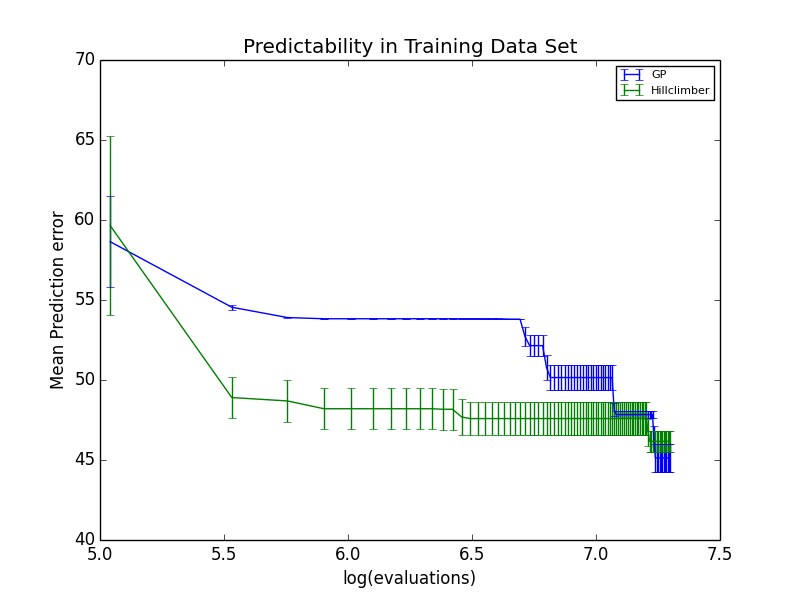 Predictability in Training Data Set
GP
Hillclimber
Mean Prediction error
70
65
60
55
50
45
40
5.0 5.5 6.0 6.5 7.0 7.5
log(evaluations)